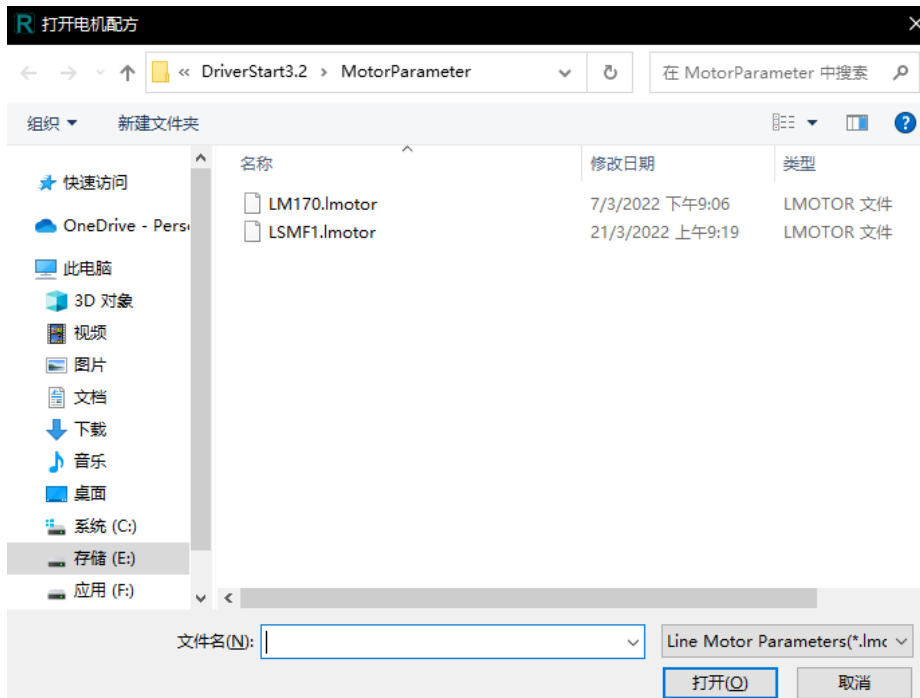 R 打开电机配方
« DriverStart3.2 › MotorParameter
在 MotorParameter 中搜索
组织 新建文件夹
名称 修改日期 类型
快速访问
OneDrive - Pers
此电脑
3D 对象
视频
图片
文档
下载
音乐
桌面
系统 (C:)
存储 (E:)
应用 (F:)
LM170.lmotor 7/3/2022 下午9:06 LMOTOR 文件
LSMF1.lmotor 21/3/2022 上午9:19 LMOTOR 文件
文件名(N):
Line Motor Parameters(*.lmo
打开(O) 取消